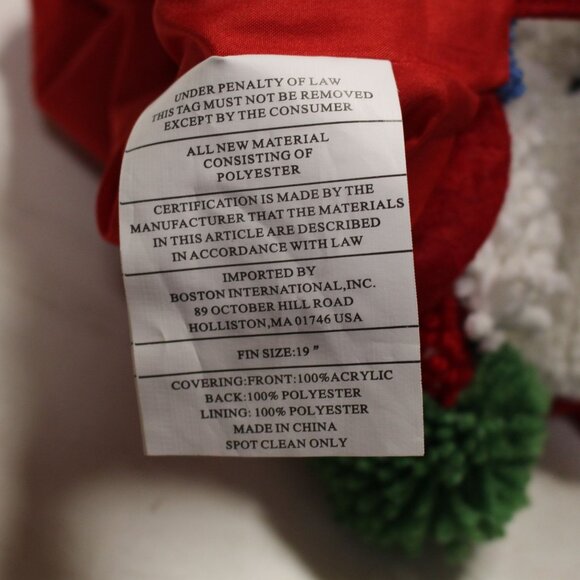 UNDER PENALTY OF LAW
THIS TAG MUST NOT BE REMOVED
EXCEPT BY THE CONSUMER
ALL NEW MATERIAL
CONSISTING OF
POLYESTER
CERTIFICATION IS MADE BY THE
MANUFACTURER THAT THE MATERIALS
IN THIS ARTICLE ARE DESCRIBED
IN ACCORDANCE WITH LAW
IMPORTED BY
BOSTON INTERNATIONAL,INC.
89 OCTOBER HILL ROAD
HOLLISTON,MA 01746 USA
FIN SIZE:19 "
COVERING:FRONT:100%ACRYLIC
BACK:100% POLYESTER
LINING: 100% POLYESTER
MADE IN CHINA
SPOT CLEAN ONLY